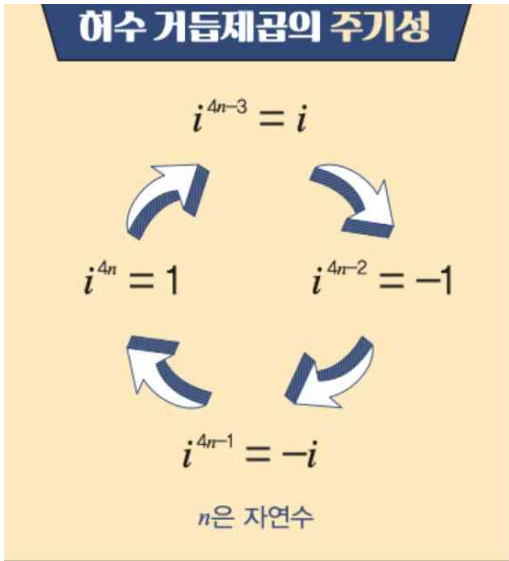 허수 거듭제곱의 주기성
i^{4n-3} = i
i^{4n} = 1
i^{4n-2} = -1
i^{4n-1} = -i
n은 자연수